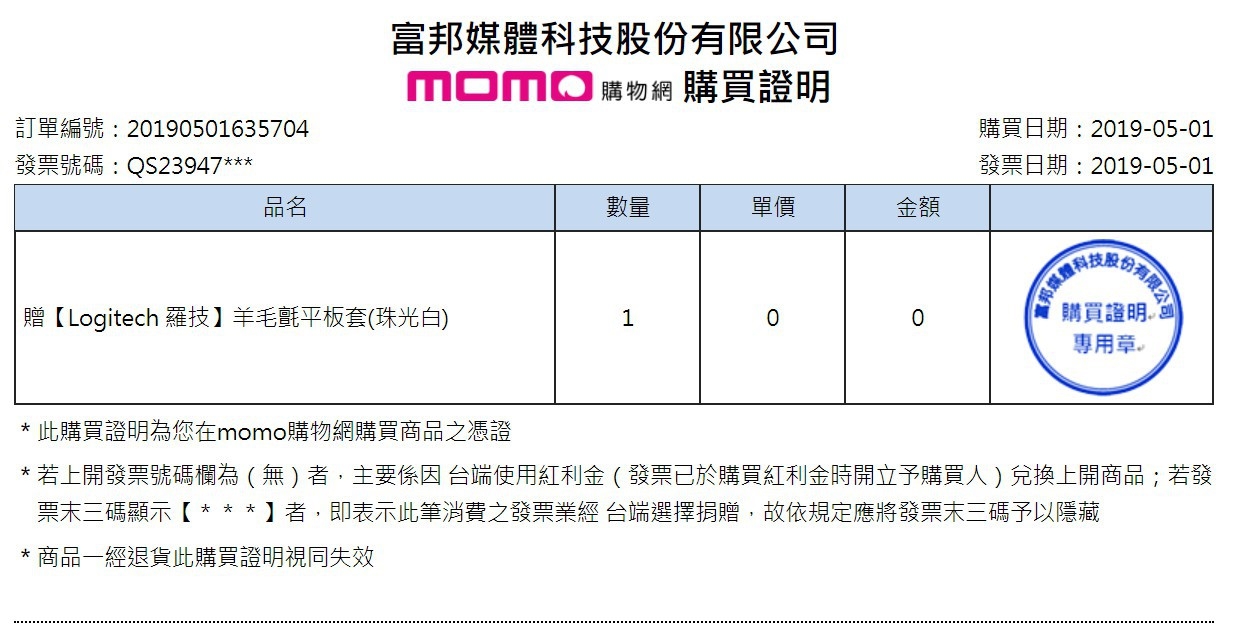 富邦媒體科技股份有限公司
momo購物網 購買證明
訂單編號：20190501635704
購買日期：2019-05-01
發票號碼：QS23947***
發票日期：2019-05-01
品名 數量 單價 金額
贈【Logitech 羅技】羊毛氈平板套(珠光白) 1 0 0
富邦媒體科技股份有限公司
購買證明
專用章
* 此購買證明為您在momo購物網購買商品之憑證
* 若上開發票號碼欄為（無）者，主要係因 台端使用紅利金（發票已於購買紅利金時開立予購買人）兌換上開商品；若發
票末三碼顯示【＊＊＊】者，即表示此筆消費之發票業經 台端選擇捐贈，故依規定應將發票末三碼予以隱藏
* 商品一經退貨此購買證明視同失效